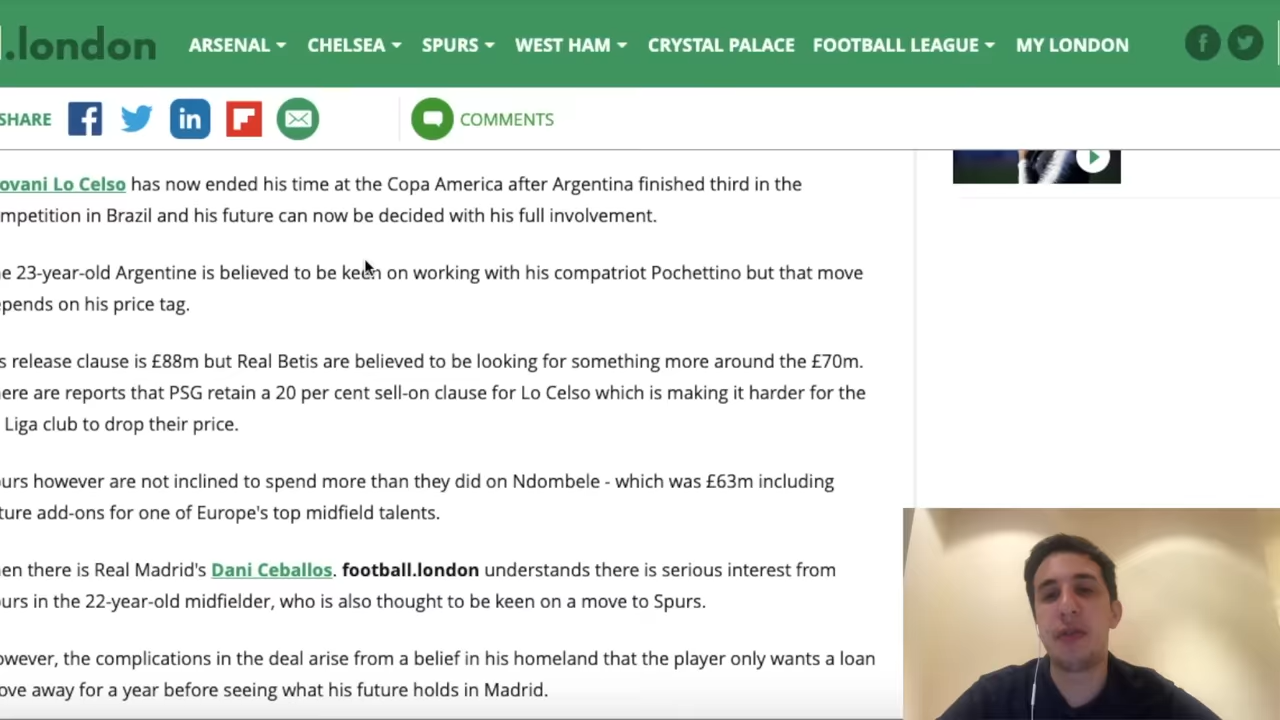 .london
ARSENAL CHELSEA SPURS WEST HAM CRYSTAL PALACE FOOTBALL LEAGUE MY LONDON
SHARE
COMMENTS
ovani Lo Celso has now ended his time at the Copa America after Argentina finished third in the
mpetition in Brazil and his future can now be decided with his full involvement.
e 23-year-old Argentine is believed to be keen on working with his compatriot Pochettino but that move
epends on his price tag.
s release clause is £88m but Real Betis are believed to be looking for something more around the £70m.
ere are reports that PSG retain a 20 per cent sell-on clause for Lo Celso which is making it harder for the
Liga club to drop their price.
urs however are not inclined to spend more than they did on Ndombele - which was £63m including
ture add-ons for one of Europe's top midfield talents.
en there is Real Madrid's Dani Ceballos. football.london understands there is serious interest from
urs in the 22-year-old midfielder, who is also thought to be keen on a move to Spurs.
owever, the complications in the deal arise from a belief in his homeland that the player only wants a loan
ove away for a year before seeing what his future holds in Madrid.